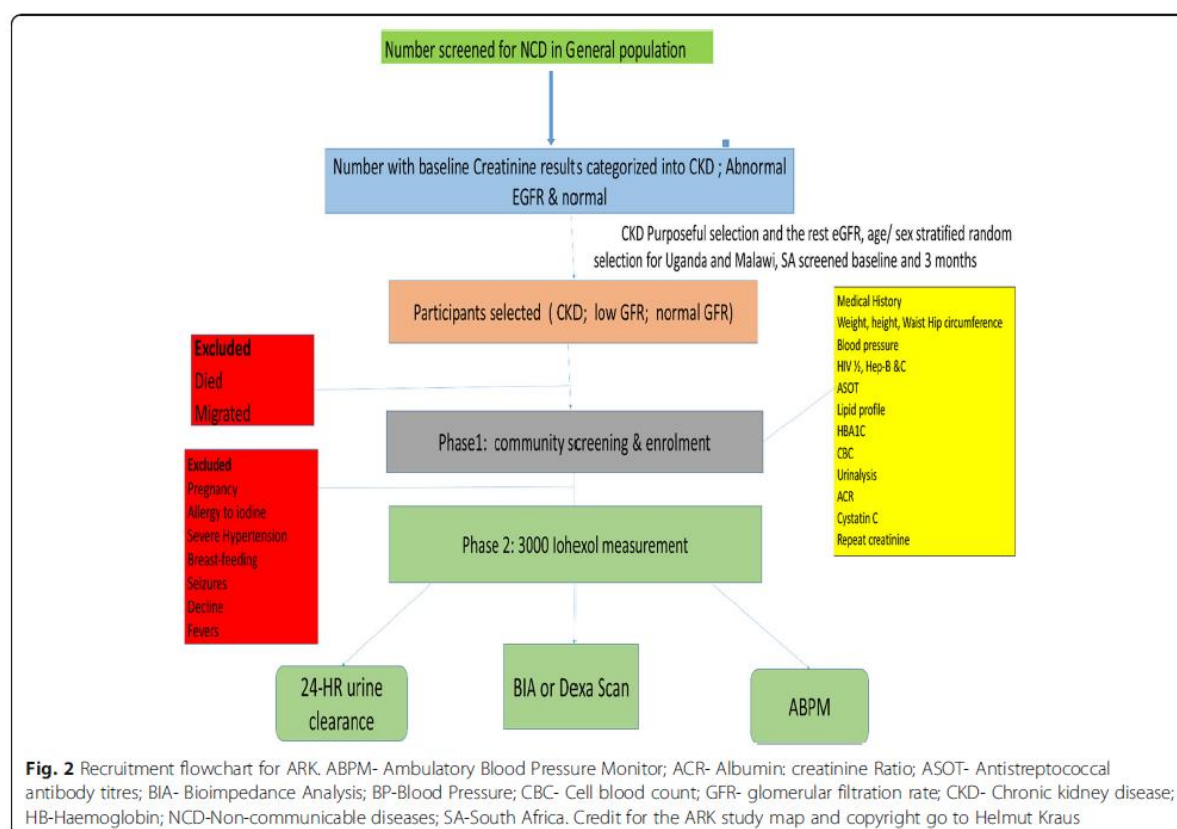 Number screened for NCD in General population
Number with baseline Creatinine results categorized into CKD ; Abnormal
EGFR & normal
CKD Purposeful selection and the rest eGFR, age/ sex stratified random
selection for Uganda and Malawi, SA screened baseline and 3 months
Participants selected ( CKD; low GFR; normal GFR)
Excluded
Died
Migrated
Medical History
Weight, height, Waist Hip circumference
Blood pressure
HIV ½, Hep-B &C
ASOT
Lipid profile
HBA1C
CBC
Urinalysis
ACR
Cystatin C
Repeat creatinine
Phase1: community screening & enrolment
Excluded
Pregnancy
Allergy to iodine
Severe Hypertension
Breast-feeding
Seizures
Decline
Fevers
Phase 2: 3000 Iohexol measurement
24-HR urine
clearance
BIA or Dexa Scan
ABPM
Fig. 2 Recruitment flowchart for ARK. ABPM- Ambulatory Blood Pressure Monitor; ACR- Albumin: creatinine Ratio; ASOT- Antistreptococcal
antibody titres; BIA- Bioimpedance Analysis; BP-Blood Pressure; CBC- Cell blood count; GFR- glomerular filtration rate; CKD- Chronic kidney disease;
HB-Haemoglobin; NCD-Non-communicable diseases; SA-South Africa. Credit for the ARK study map and copyright go to Helmut Kraus